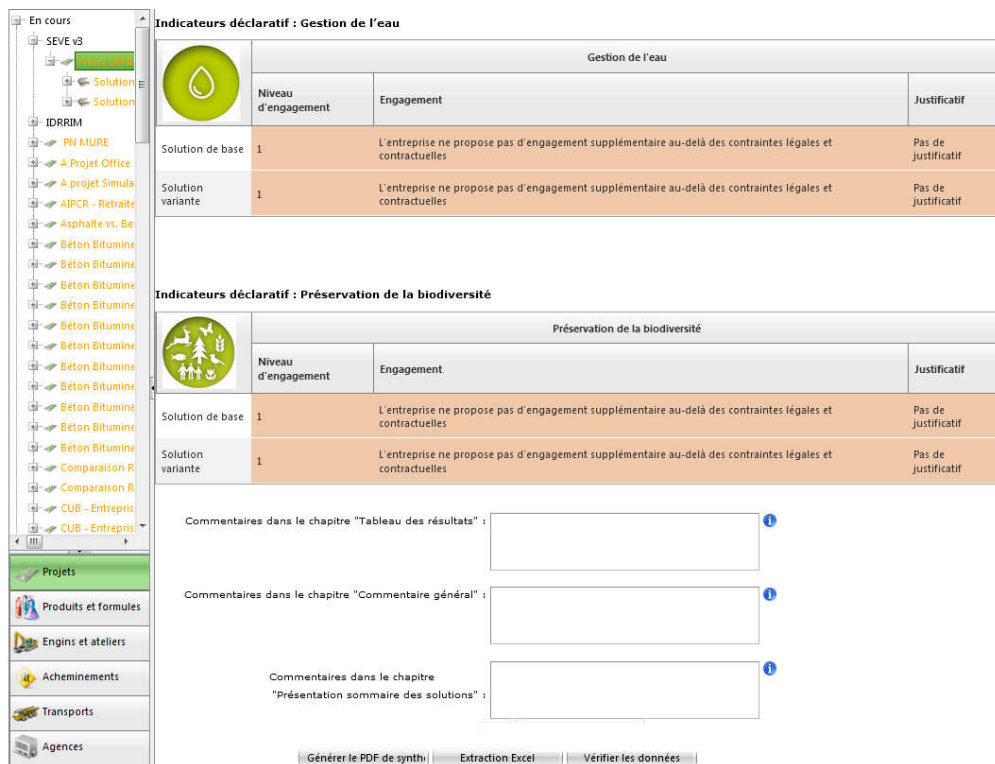 En cours
SEVE v3
Solution
Solution
IDRRIM
PN MURE
A Projet Office
A projet Simula
AIPCR - Retraite
Asphalte vs. Be
Béton Bitumine
Béton Bitumine
Béton Bitumine
Béton Bitumine
Béton Bitumine
Béton Bitumine
Béton Bitumine
Béton Bitumine
Béton Bitumine
Béton Bitumine
Béton Bitumine
Comparaison R
Comparaison R
CUB - Entrepris
CUB - Entrepris
Projets
Produits et formules
Engins et ateliers
Acheminements
Transports
Agences
Indicateurs déclaratif : Gestion de l'eau
Gestion de l'eau
Niveau
d'engagement
Engagement
Justificatif
Solution de base
1
L'entreprise ne propose pas d'engagement supplémentaire au-delà des contraintes légales et
contractuelles
Pas de
justificatif
Solution
variante
1
L'entreprise ne propose pas d'engagement supplémentaire au-delà des contraintes légales et
contractuelles
Pas de
justificatif
Indicateurs déclaratif : Préservation de la biodiversité
Préservation de la biodiversité
Niveau
d'engagement
Engagement
Justificatif
Solution de base
1
L'entreprise ne propose pas d'engagement supplémentaire au-delà des contraintes légales et
contractuelles
Pas de
justificatif
Solution
variante
1
L'entreprise ne propose pas d'engagement supplémentaire au-delà des contraintes légales et
contractuelles
Pas de
justificatif
Commentaires dans le chapitre "Tableau des résultats" :
Commentaires dans le chapitre "Commentaire général" :
Commentaires dans le chapitre
"Présentation sommaire des solutions" :
Générer le PDF de synth
Extraction Excel
Vérifier les données